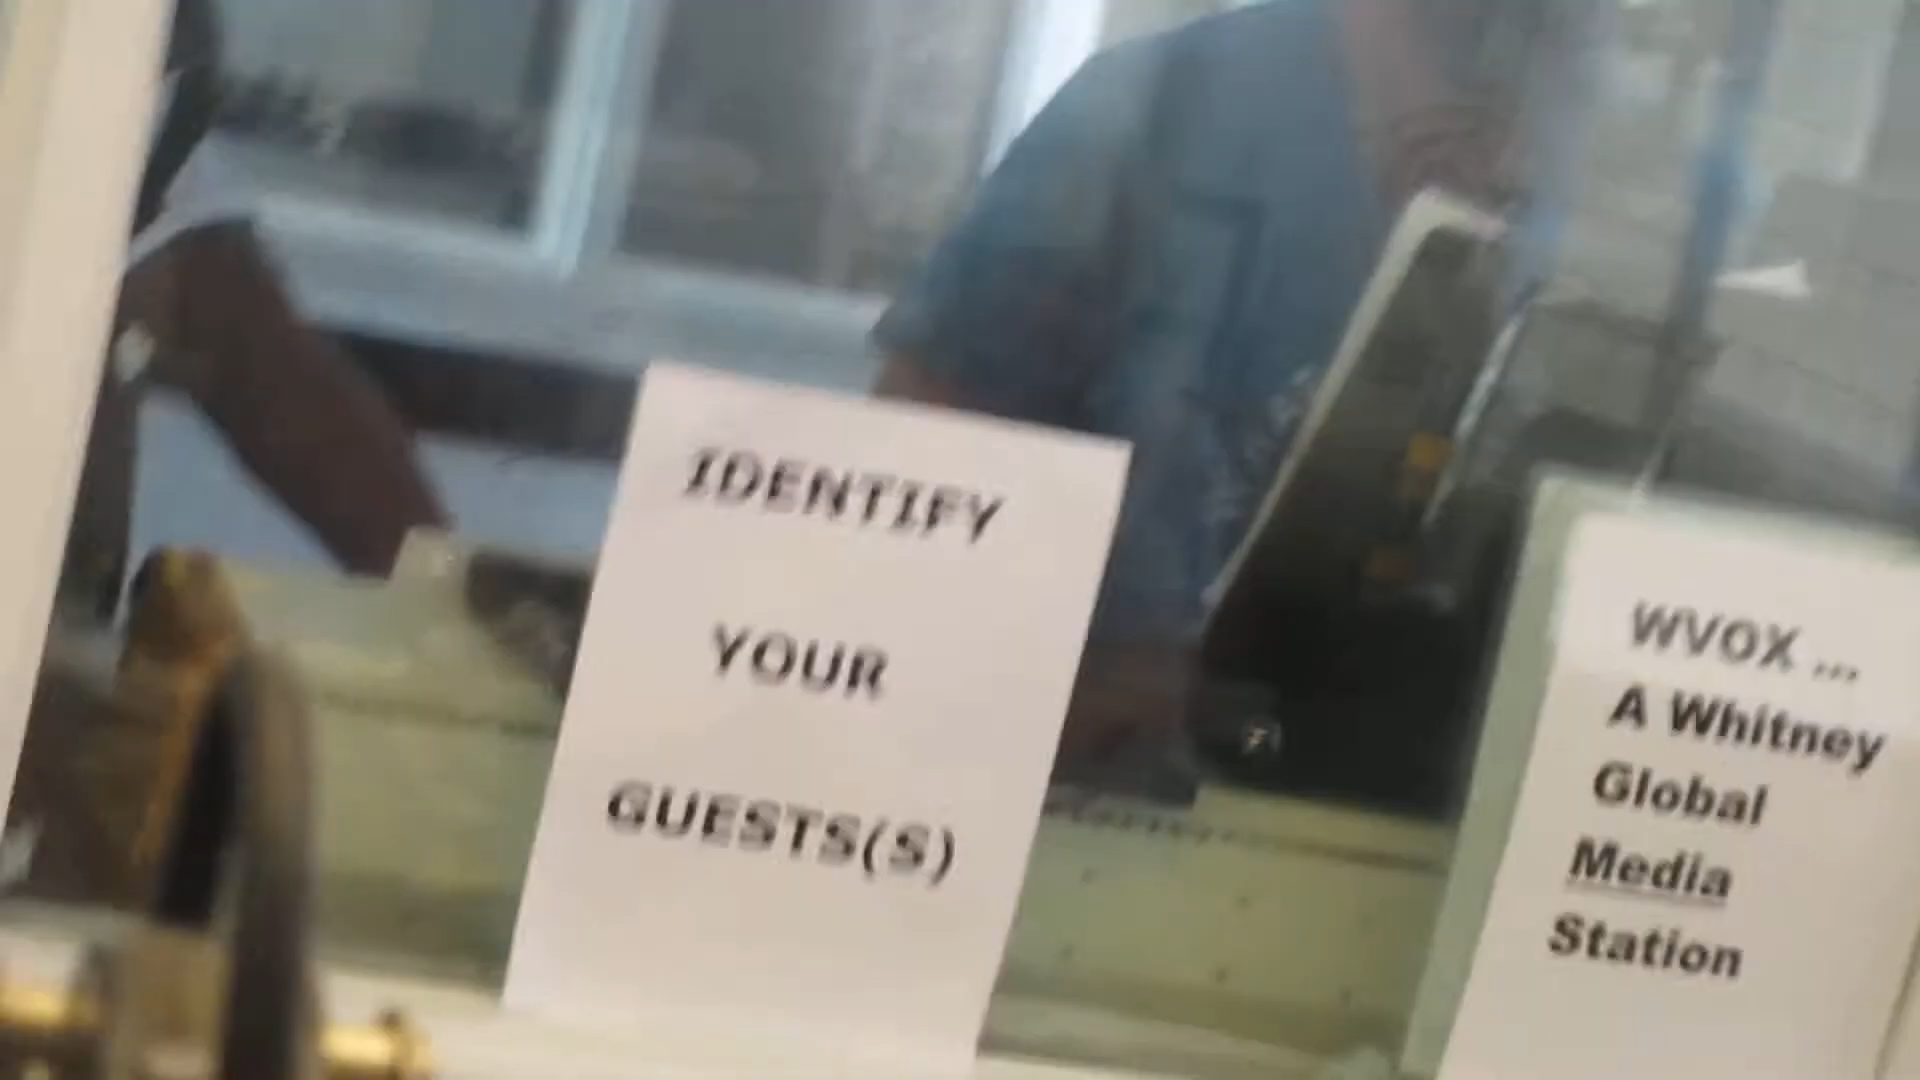 IDENTIFY
YOUR
GUESTS(S)
WVOX ...
A Whitney
Global
Media
Station